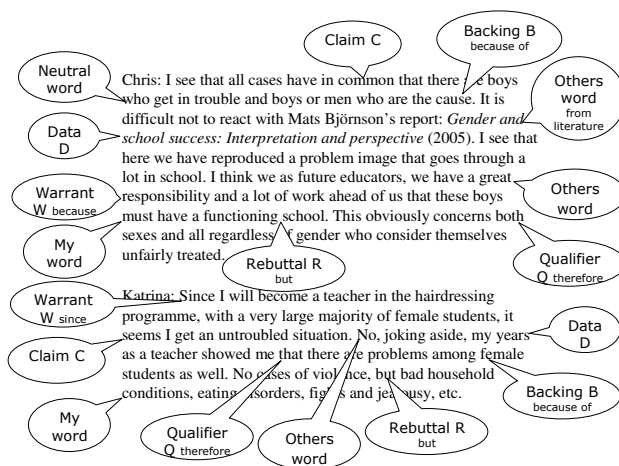 Claim C
Backing B
because of
Neutral
word
Others
word
from
literature
Data
D
Warrant
W because
My
word
Chris: I see that all cases have in common that there are boys
who get in trouble and boys or men who are the cause. It is
difficult not to react with Mats Björnson's report: Gender and
school success: Interpretation and perspective (2005). I see that
here we have reproduced a problem image that goes through a
lot in school. I think we as future educators, we have a great
responsibility and a lot of work ahead of us that these boys
must have a functioning school. This obviously concerns both
sexes and all regardless of gender who consider themselves
unfairly treated.
Others
word
Qualifier
Q therefore
Rebuttal R
but
Warrant
W since
Claim C
My
word
Katrina: Since I will become a teacher in the hairdressing
programme, with a very large majority of female students, it
seems I get an untroubled situation. No, joking aside, my years
as a teacher showed me that there are problems among female
students as well. No cases of violence, but bad household
conditions, eating disorders, fights and jealousy, etc.
Data
D
Backing B
because of
Qualifier
Q therefore
Others
word
Rebuttal R
but